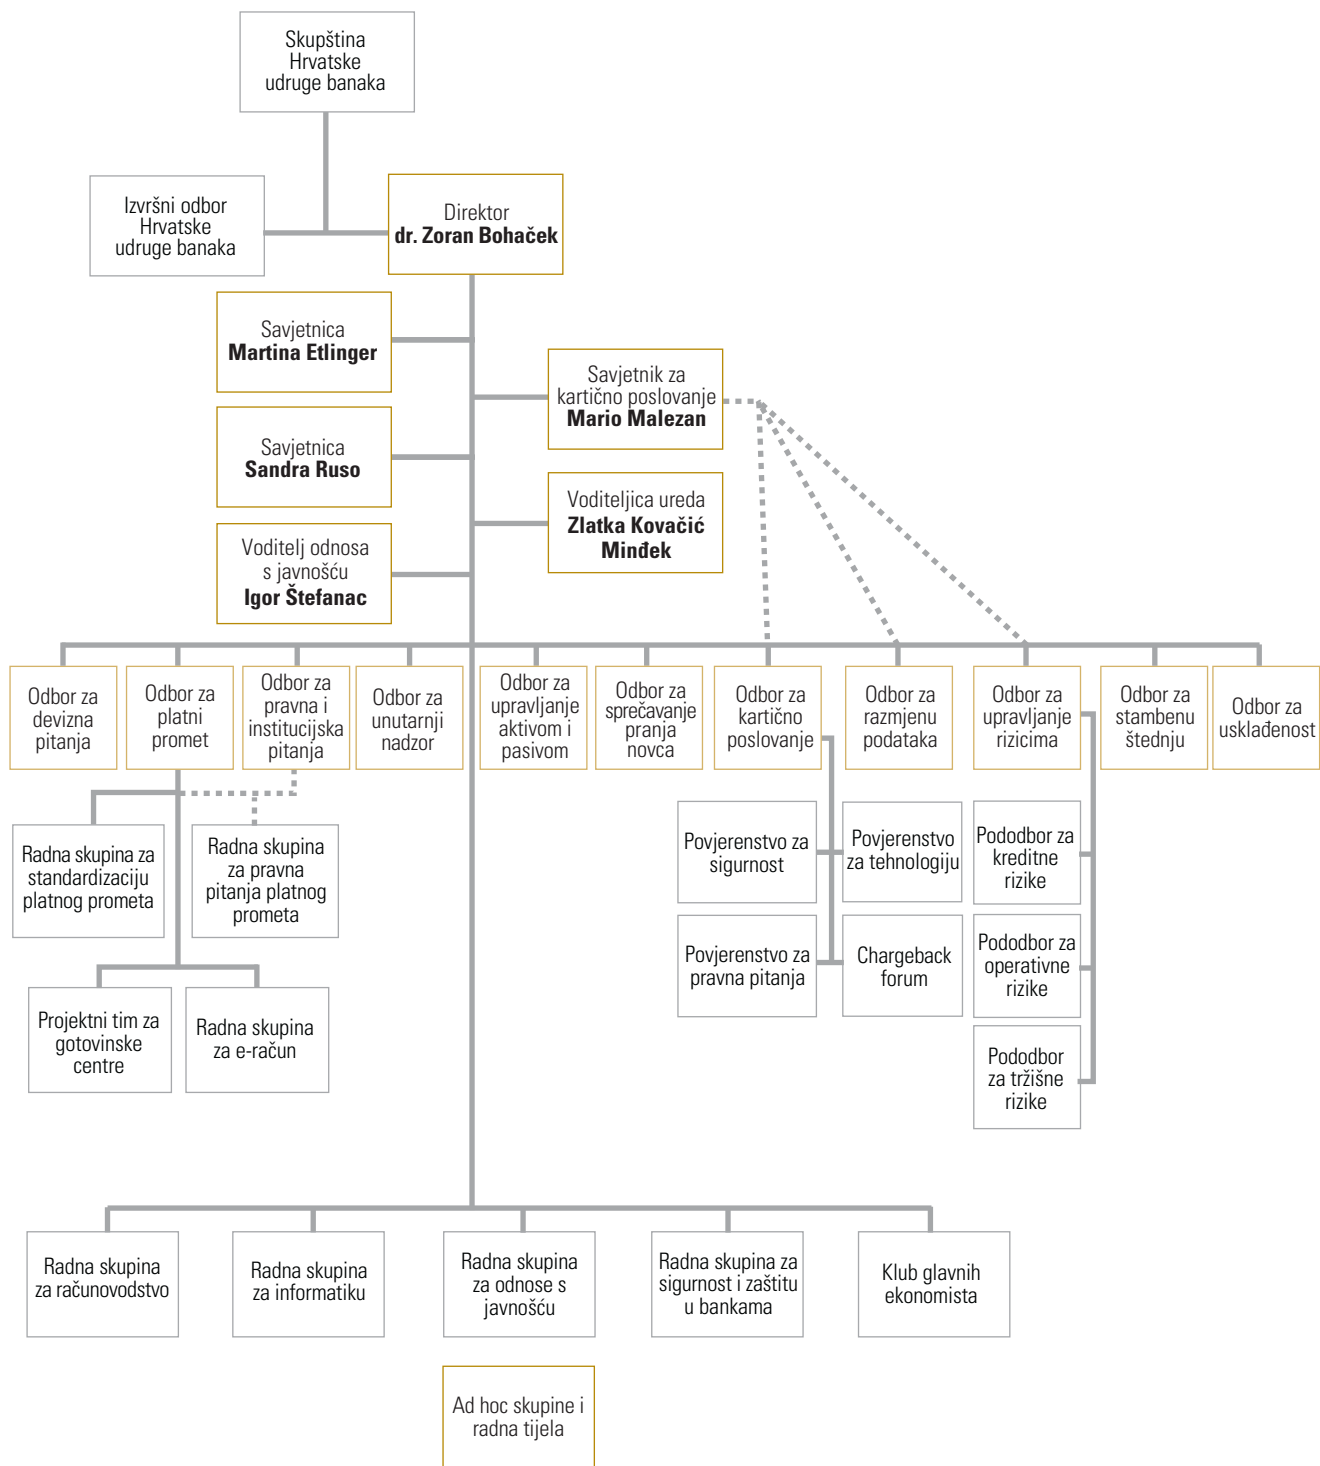 Skupština
Hrvatske
udruge banaka
Izvršni odbor
Hrvatske
udruge banaka
Direktor
dr. Zoran Bohaček
Savjetnica
Martina Etlinger
Savjetnik za
kartično poslovanje
Mario Malezan
Savjetnica
Sandra Ruso
Voditeljica ureda
Zlatka Kovačić
Minđek
Voditelj odnosa
s javnošću
Igor Štefanac
Odbor za
devizna
pitanja
Odbor za
platni
promet
Odbor za
pravna i
institucijska
pitanja
Odbor za
unutarnji
nadzor
Odbor za
upravljanje
aktivom i
pasivom
Odbor za
sprečavanje
pranja
novca
Odbor za
kartično
poslovanje
Odbor za
razmjenu
podataka
Odbor za
upravljanje
rizicima
Odbor za
stambenu
štednju
Odbor za
usklađenost
Radna skupina za
standardizaciju
platnog prometa
Radna skupina
za pravna
pitanja platnog
prometa
Povjerenstvo za
sigurnost
Povjerenstvo
za tehnologiju
Pododbor za
kreditne
rizike
Povjerenstvo za
pravna pitanja
Chargeback
forum
Pododbor za
operativne
rizike
Projektni tim za
gotovinske
centre
Radna skupina
za e-račun
Pododbor
za tržišne
rizike
Radna skupina
za računovodstvo
Radna skupina
za informatiku
Radna skupina
za odnose s
javnošću
Radna skupina za
sigurnost i zaštitu
u bankama
Klub glavnih
ekonomista
Ad hoc skupine i
radna tijela